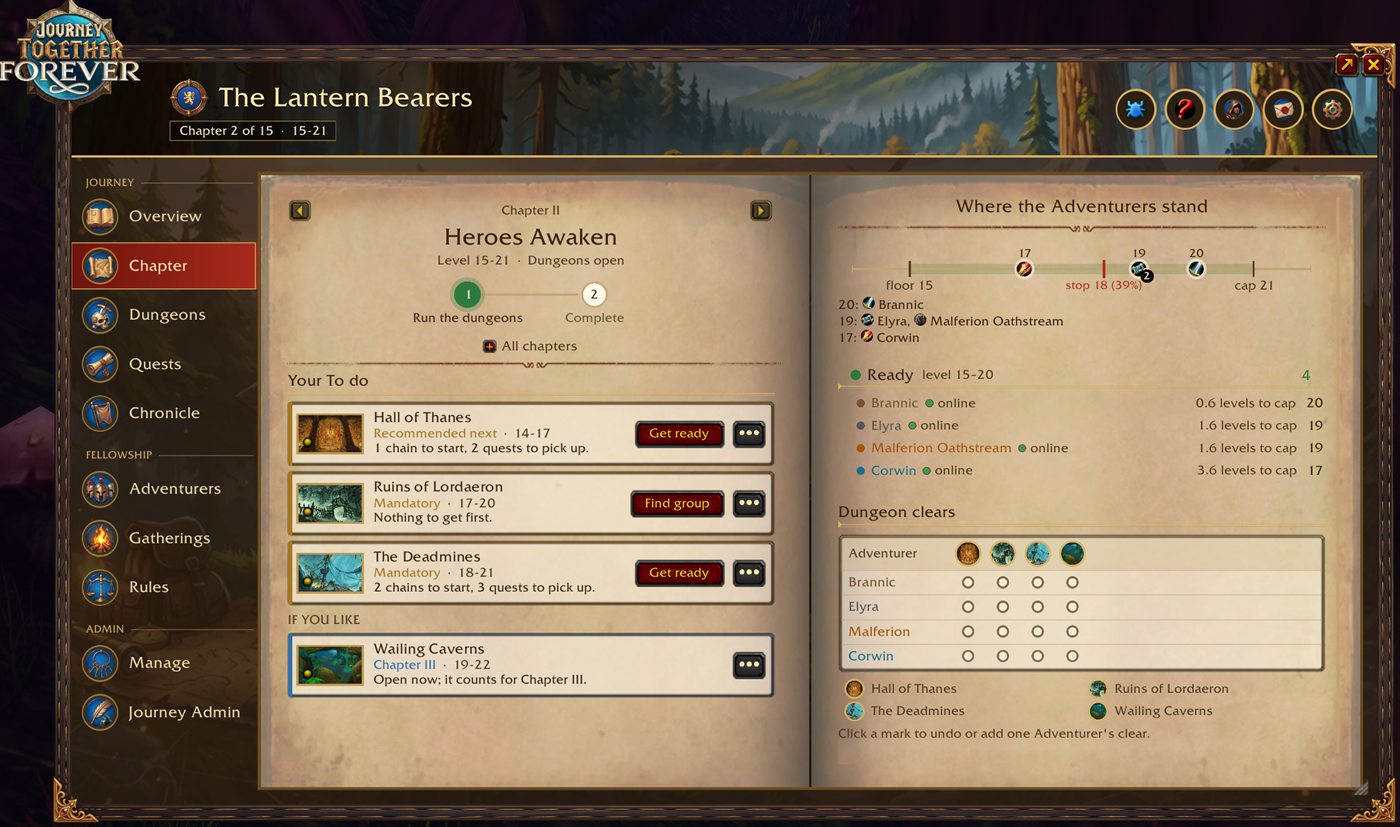 JOURNEY
TOGETHER
FOREVER
The Lantern Bearers
Chapter 2 of 15 · 15-21
JOURNEY
Overview
Chapter
Dungeons
Quests
Chronicle
FELLOWSHIP
Adventurers
Gatherings
Rules
ADMIN
Manage
Journey Admin
Chapter II
Heroes Awaken
Level 15-21 · Dungeons open
1
2
Run the dungeons
Complete
All chapters
Your To do
Hall of Thanes
Recommended next · 14-17
1 chain to start, 2 quests to pick up.
Get ready
Ruins of Lordaeron
Mandatory · 17-20
Nothing to get first.
Find group
The Deadmines
Mandatory · 18-21
2 chains to start, 3 quests to pick up.
Get ready
IF YOU LIKE
Wailing Caverns
Chapter III · 19-22
Open now; it counts for Chapter III.
Where the Adventurers stand
17 19 20
2
floor 15 stop 18 (39%) cap 21
20: Brannic
19: Elyra, Malferion Oathstream
17: Corwin
Ready level 15-20 4
Brannic online 0.6 levels to cap 20
Elyra online 1.6 levels to cap 19
Malferion Oathstream online 1.6 levels to cap 19
Corwin online 3.6 levels to cap 17
Dungeon clears
Adventurer
Brannic
Elyra
Malferion
Corwin
Hall of Thanes Ruins of Lordaeron
The Deadmines Wailing Caverns
Click a mark to undo or add one Adventurer's clear.